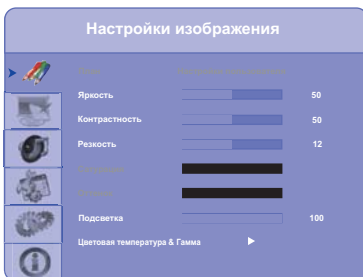 Настройки изображения
Яркость 50
Контрастность 50
Резкость 12
Подсветка 100
Цветовая температура & Гамма